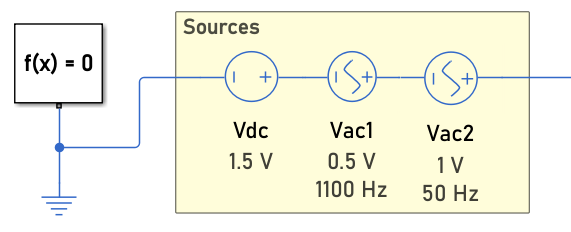 Sources
f(x) = 0
Vdc
1.5 V
Vac1
0.5 V
1100 Hz
Vac2
1 V
50 Hz